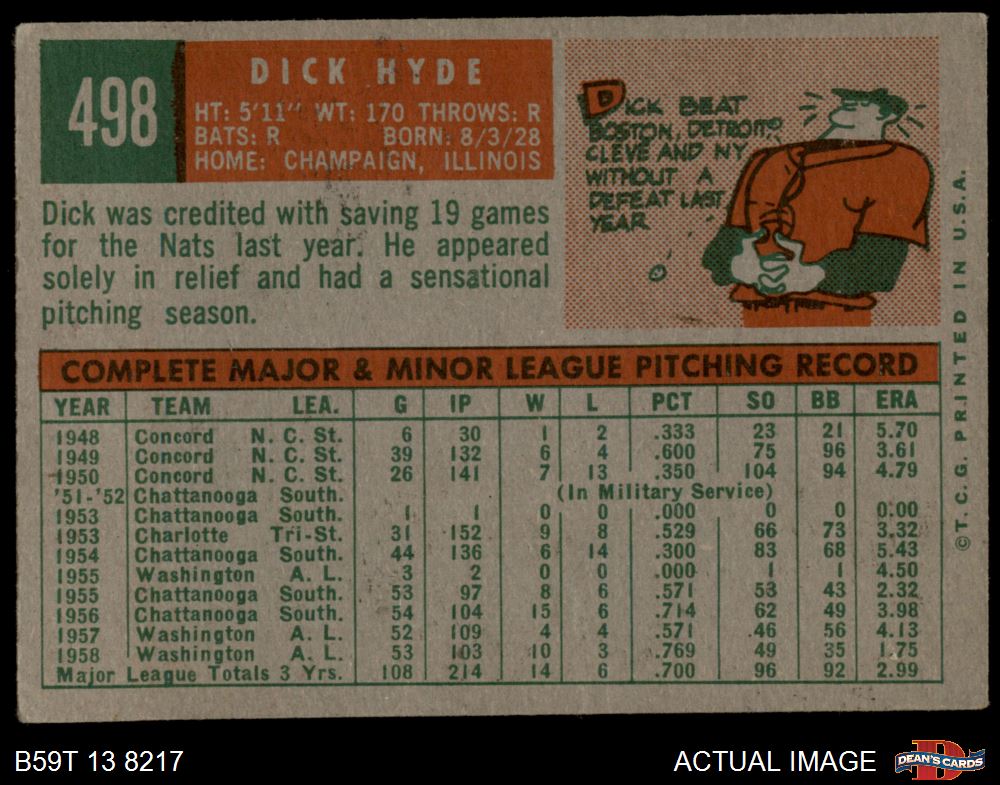 498
DICK HYDE
HT: 5'11" WT: 170 THROWS: R
BATS: R BORN: 8/3/28
HOME: CHAMPAIGN, ILLINOIS
Dick was credited with saving 19 games
for the Nats last year. He appeared
solely in relief and had a sensational
pitching season.
DICK BEAT
BOSTON, DETROIT,
CLEVE AND NY
WITHOUT A
DEFEAT LAST
YEAR
COMPLETE MAJOR & MINOR LEAGUE PITCHING RECORD
YEAR TEAM LEA. G IP W L PCT SO BB ERA
1948 Concord N. C. St. 6 30 1 2 .333 23 21 5.70
1949 Concord N. C. St. 39 132 6 4 .600 75 96 3.61
1950 Concord N. C. St. 26 141 7 13 .350 104 94 4.79
'51-'52 Chattanooga South. (In Military Service)
1953 Chattanooga South. 1 1 0 0 .000 0 0 0.00
1953 Charlotte Tri-St. 31 152 9 8 .529 66 73 3.32
1954 Chattanooga South. 44 136 6 14 .300 83 68 5.43
1955 Washington A. L. 3 2 0 0 .000 1 1 4.50
1955 Chattanooga South. 53 97 8 6 .571 53 43 2.32
1956 Chattanooga South. 54 104 15 6 .714 62 49 3.98
1957 Washington A. L. 52 109 4 4 .571 46 56 4.13
1958 Washington A. L. 53 103 10 3 .769 49 35 1.75
Major League Totals 3 Yrs. 108 214 14 6 .700 96 92 2.99
© T. C. G. PRINTED IN U.S.A.
B59T 13 8217
ACTUAL IMAGE
DEAN'S CARDS